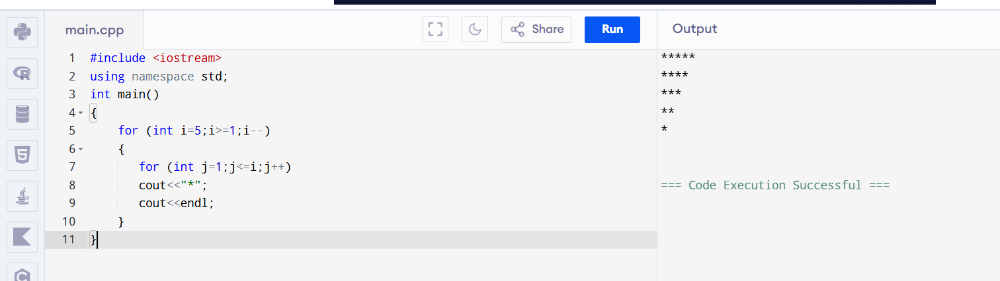 main.cpp
Share
Run
Output
1 #include <iostream>
2 using namespace std;
3 int main()
4 {
5     for (int i=5;i>=1;i--)
6     {
7        for (int j=1;j<=i;j++)
8        cout<<"*";
9        cout<<endl;
10     }
11 }
*****
****
***
**
*
=== Code Execution Successful ===
R
5
C